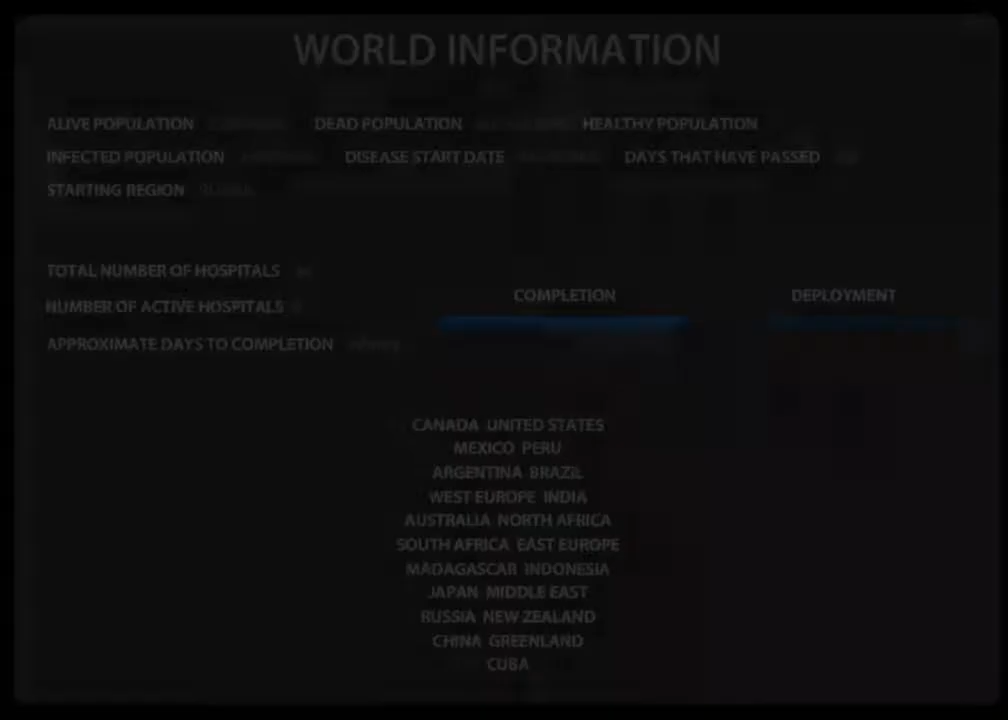 WORLD INFORMATION
ALIVE POPULATION DEAD POPULATION HEALTHY POPULATION
INFECTED POPULATION DISEASE START DATE DAYS THAT HAVE PASSED
STARTING REGION
TOTAL NUMBER OF HOSPITALS
NUMBER OF ACTIVE HOSPITALS
COMPLETION DEPLOYMENT
APPROXIMATE DAYS TO COMPLETION
CANADA UNITED STATES
MEXICO PERU
ARGENTINA BRAZIL
WEST EUROPE INDIA
AUSTRALIA NORTH AFRICA
SOUTH AFRICA EAST EUROPE
MADAGASCAR INDONESIA
JAPAN MIDDLE EAST
RUSSIA NEW ZEALAND
CHINA GREENLAND
CUBA